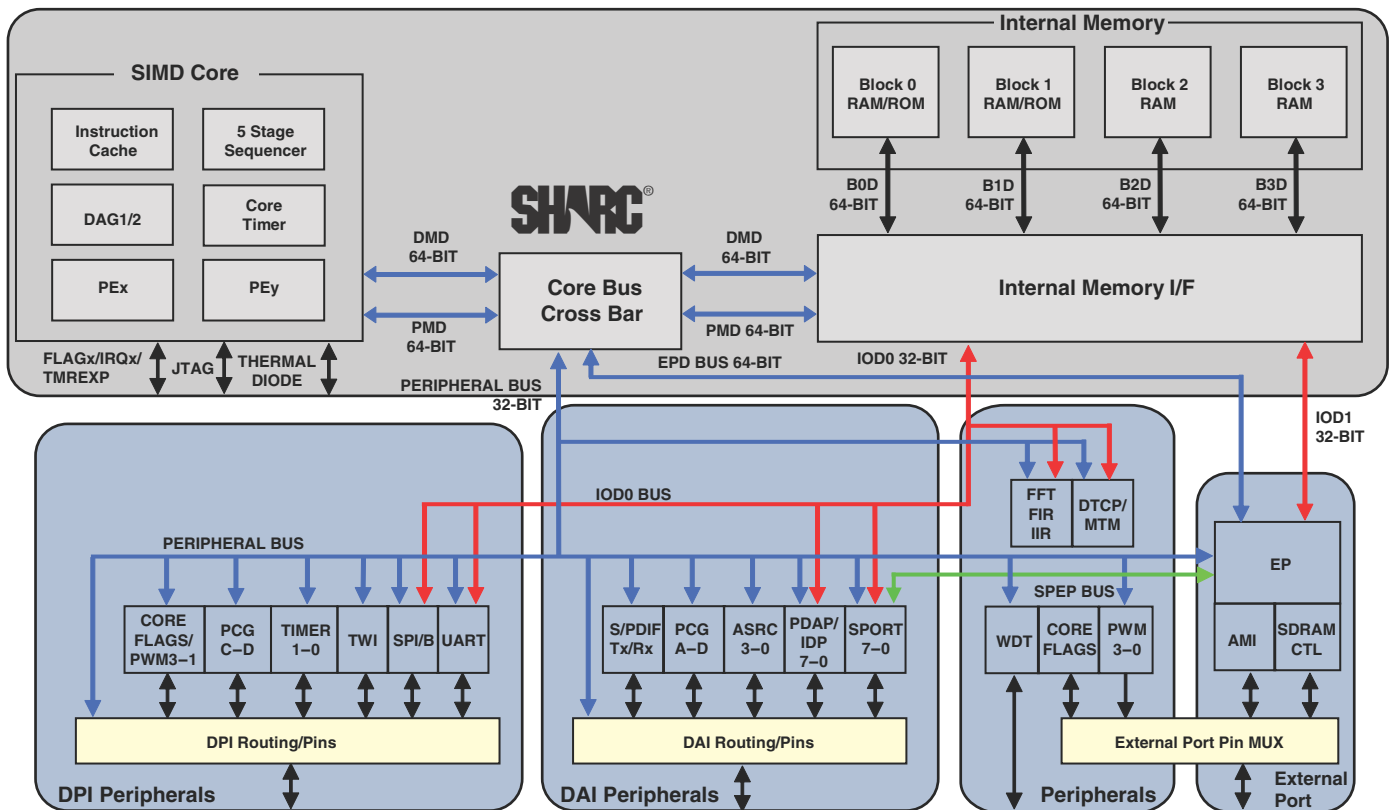 Internal Memory
SIMD Core
Block 0
RAM/ROM
Block 1
RAM/ROM
Block 2
RAM
Block 3
RAM
Instruction
Cache
5 Stage
Sequencer
DAG1/2
Core
Timer
PEx
PEy
B0D
64-BIT
B1D
64-BIT
B2D
64-BIT
B3D
64-BIT
SHARC®
DMD
64-BIT
DMD
64-BIT
Core Bus
Cross Bar
Internal Memory I/F
PMD
64-BIT
PMD 64-BIT
FLAGx/IRQx/
TMREXP
JTAG
THERMAL
DIODE
EPD BUS 64-BIT
IOD0 32-BIT
PERIPHERAL BUS
32-BIT
IOD1
32-BIT
IOD0 BUS
FFT
FIR
IIR
DTCP/
MTM
PERIPHERAL BUS
EP
SPEP BUS
CORE
FLAGS/
PWM3–1
PCG
C–D
TIMER
1–0
TWI
SPI/B
UART
S/PDIF
Tx/Rx
PCG
A–D
ASRC
3–0
PDAP/
IDP
7–0
SPORT
7–0
WDT
CORE
FLAGS
PWM
3–0
AMI
SDRAM
CTL
DPI Routing/Pins
DAI Routing/Pins
External Port Pin MUX
DPI Peripherals
DAI Peripherals
Peripherals
External
Port